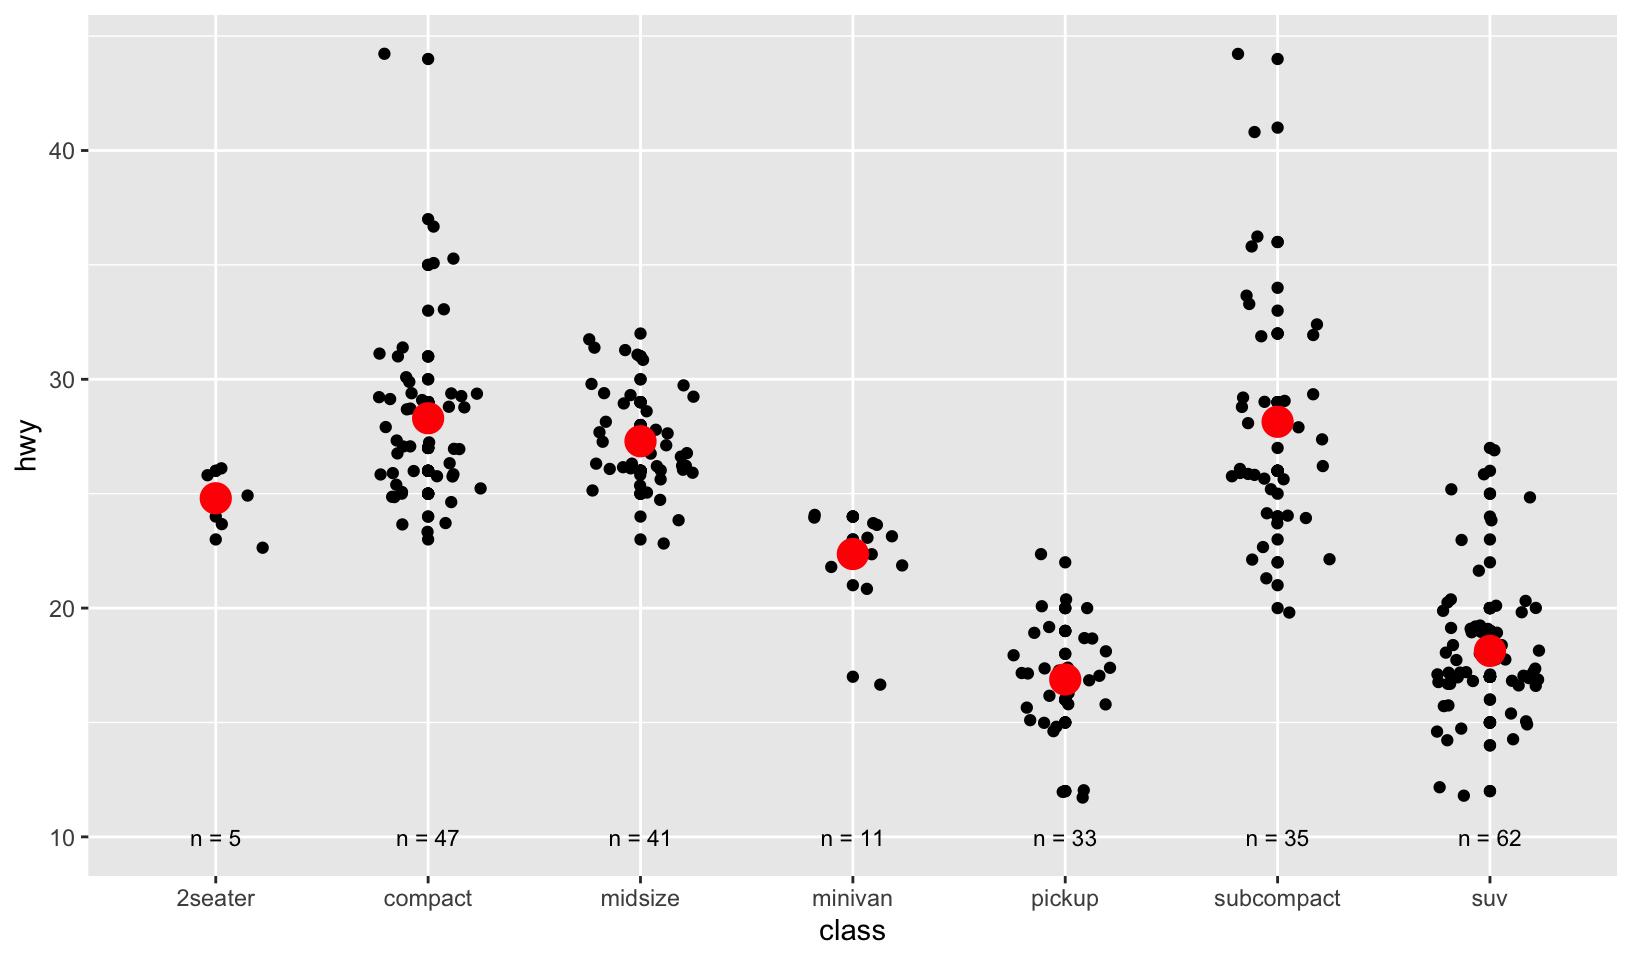 hwy
40
30
20
10
n = 5 n = 47 n = 41 n = 11 n = 33 n = 35 n = 62
2seater compact midsize minivan pickup subcompact suv
class